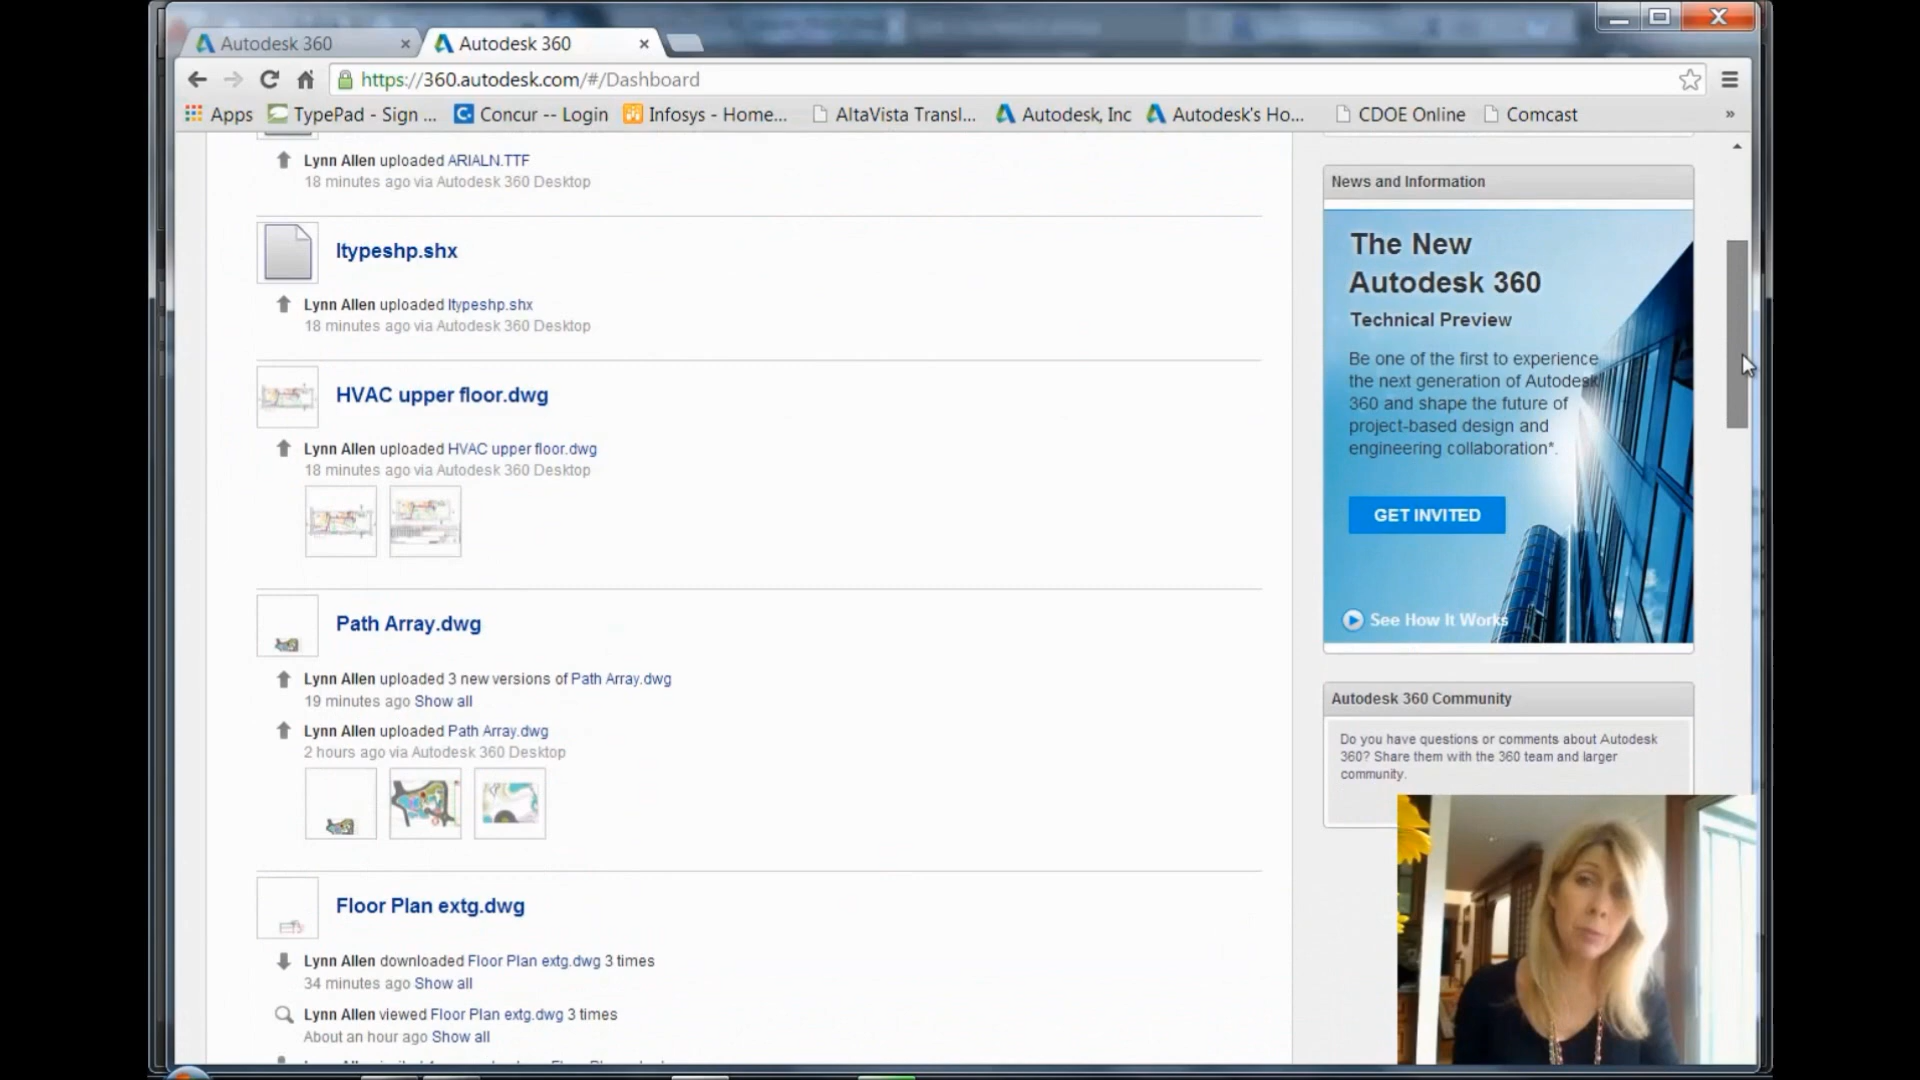 Autodesk 360
Autodesk 360
https://360.autodesk.com/#/Dashboard
Apps TypePad - Sign ... Concur -- Login Infosys - Home... AltaVista Transl... Autodesk, Inc Autodesk's Ho... CDOE Online Comcast »
Lynn Allen uploaded ARIALN.TTF
18 minutes ago via Autodesk 360 Desktop
ltypeshp.shx
Lynn Allen uploaded ltypeshp.shx
18 minutes ago via Autodesk 360 Desktop
HVAC upper floor.dwg
Lynn Allen uploaded HVAC upper floor.dwg
18 minutes ago via Autodesk 360 Desktop
Path Array.dwg
Lynn Allen uploaded 3 new versions of Path Array.dwg
19 minutes ago Show all
Lynn Allen uploaded Path Array.dwg
2 hours ago via Autodesk 360 Desktop
Floor Plan extg.dwg
Lynn Allen downloaded Floor Plan extg.dwg 3 times
34 minutes ago Show all
Lynn Allen viewed Floor Plan extg.dwg 3 times
About an hour ago Show all
News and Information
The New
Autodesk 360
Technical Preview
Be one of the first to experience
the next generation of Autodesk
360 and shape the future of
project-based design and
engineering collaboration*.
GET INVITED
See How It Works
Autodesk 360 Community
Do you have questions or comments about Autodesk
360? Share them with the 360 team and larger
community.